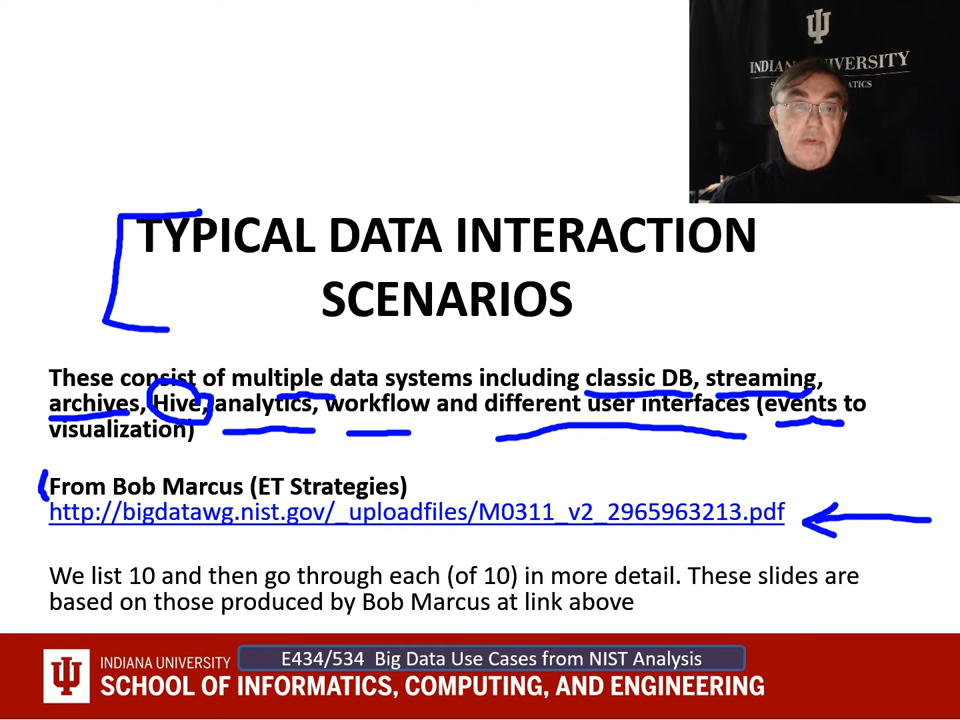 INDIANA UNIVERSITY
TYPICAL DATA INTERACTION
SCENARIOS
These consist of multiple data systems including classic DB, streaming,
archives, Hive, analytics, workflow and different user interfaces (events to
visualization)
From Bob Marcus (ET Strategies)
http://bigdatawg.nist.gov/_uploadfiles/M0311_v2_2965963213.pdf
We list 10 and then go through each (of 10) in more detail. These slides are
based on those produced by Bob Marcus at link above
E434/534 Big Data Use Cases from NIST Analysis
INDIANA UNIVERSITY
SCHOOL OF INFORMATICS, COMPUTING, AND ENGINEERING